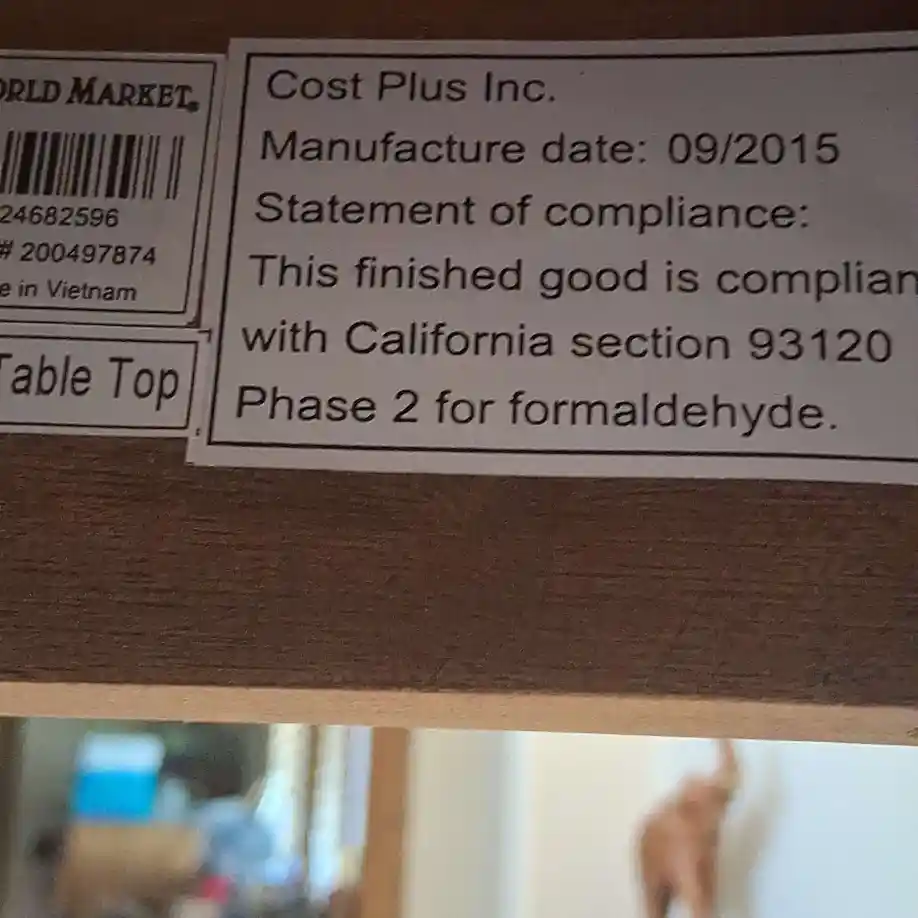 ORLD MARKET®
24682596
# 200497874
e in Vietnam
Table Top
Cost Plus Inc.
Manufacture date: 09/2015
Statement of compliance:
This finished good is complian
with California section 93120
Phase 2 for formaldehyde.